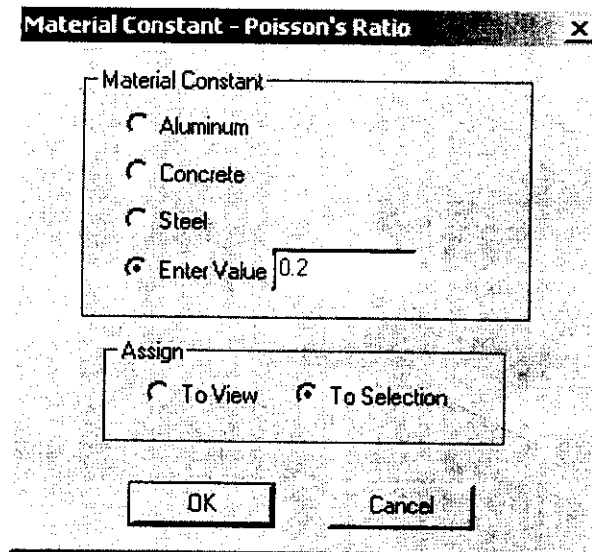 Material Constant - Poisson's Ratio
Material Constant
Aluminum
Concrete
Steel
Enter Value 0.2
Assign
To View To Selection
OK Cancel